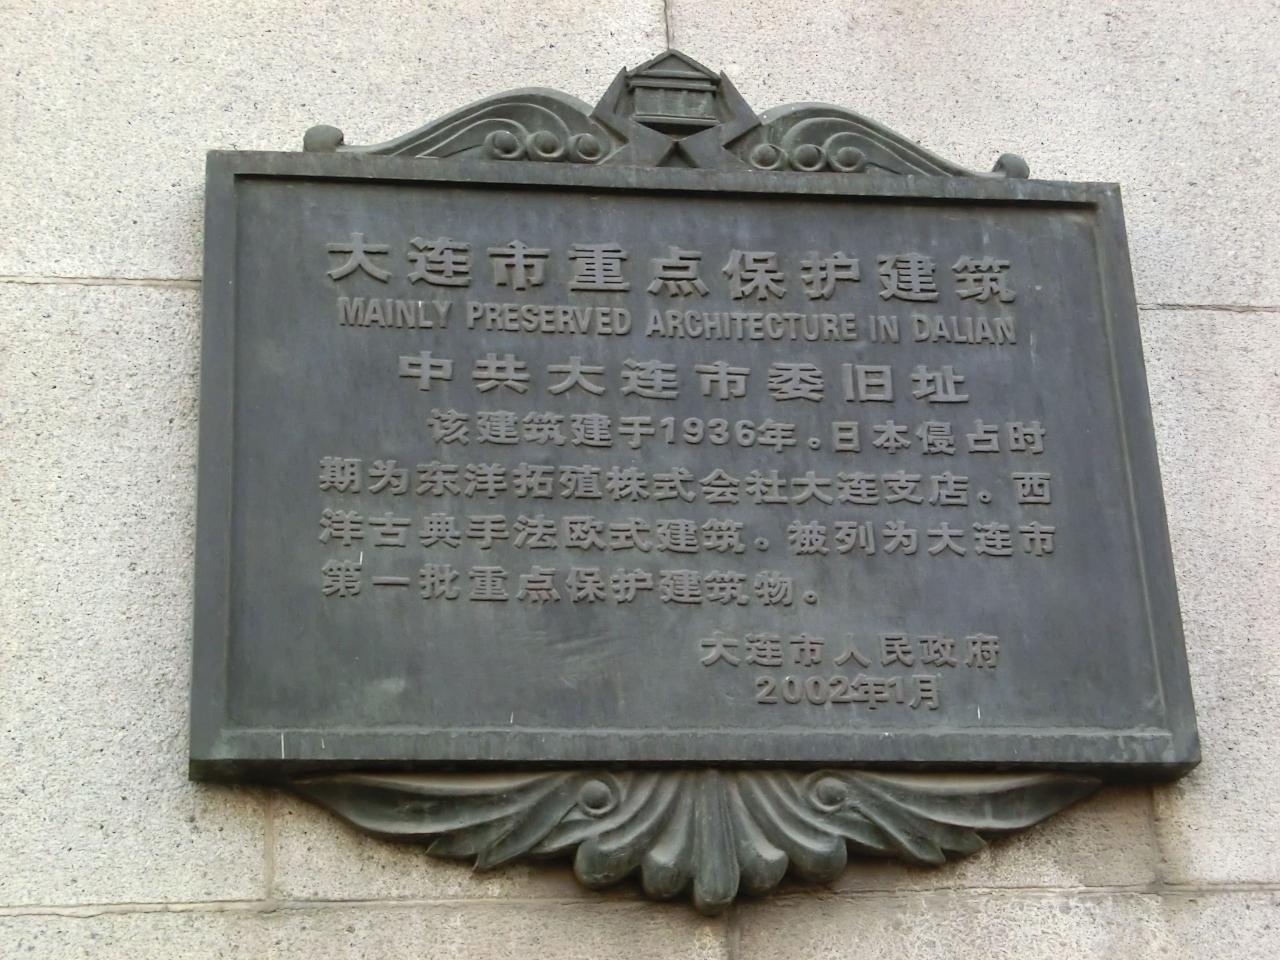 大连市重点保护建筑
MAINLY PRESERVED ARCHITECTURE IN DALIAN
中共大连市委旧址
该建筑建于1936年。日本侵占时
期为东洋拓殖株式会社大连支店。西
洋古典手法欧式建筑。被列为大连市
第一批重点保护建筑物。
大连市人民政府
2002年1月